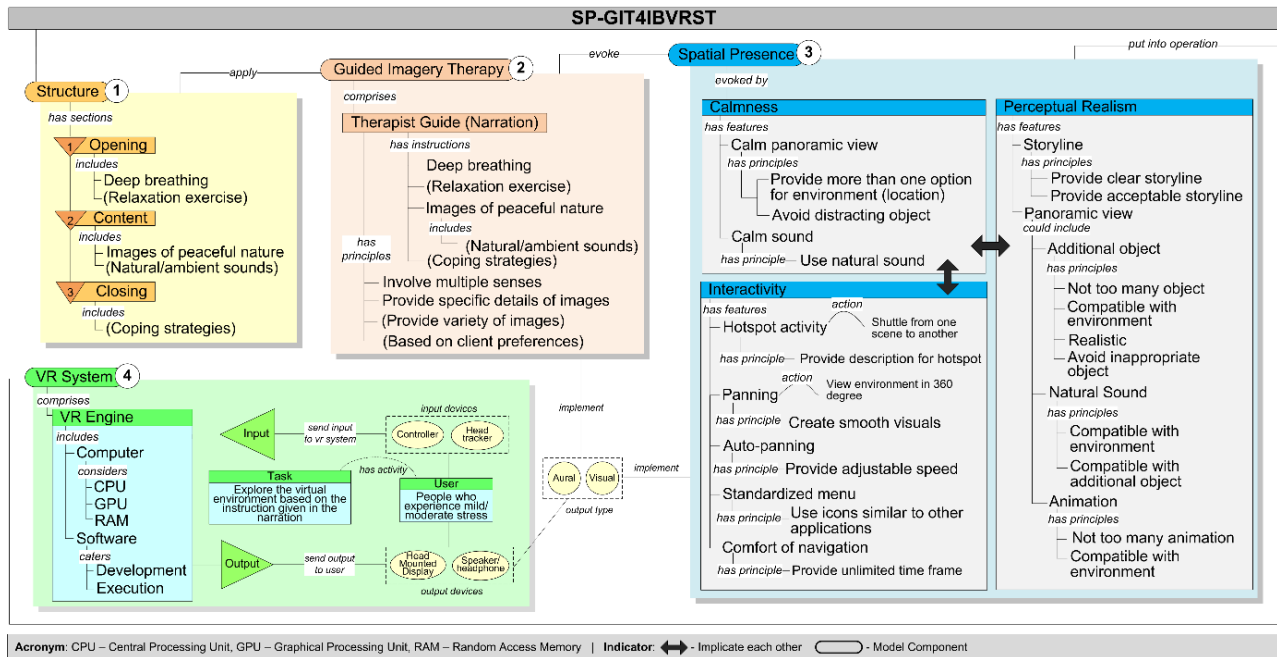 SP-GIT4IBVRST
put into operation
evoke
apply
Structure 1
has sections
1 Opening
includes
Deep breathing
(Relaxation exercise)
2 Content
includes
Images of peaceful nature
(Natural/ambient sounds)
3 Closing
includes
(Coping strategies)
Guided Imagery Therapy 2
comprises
Therapist Guide (Narration)
has instructions
Deep breathing
(Relaxation exercise)
Images of peaceful nature
includes
(Natural/ambient sounds)
(Coping strategies)
has
principles
Involve multiple senses
Provide specific details of images
(Provide variety of images)
(Based on client preferences)
Spatial Presence 3
evoked by
Calmness
has features
Calm panoramic view
has principles
Provide more than one option
for environment (location)
Avoid distracting object
Calm sound
has principle
Use natural sound
Interactivity
has features
Hotspot activity
action
Shuttle from one
scene to another
has principle
Provide description for hotspot
Panning
action
View environment in 360
degree
has principle
Create smooth visuals
Auto-panning
has principle
Provide adjustable speed
Standardized menu
has principle
Use icons similar to other
applications
Comfort of navigation
has principle
Provide unlimited time frame
Perceptual Realism
has features
Storyline
has principles
Provide clear storyline
Provide acceptable storyline
Panoramic view
could include
Additional object
has principles
Not too many object
Compatible with
environment
Realistic
Avoid inappropriate
object
Natural Sound
has principles
Compatible with
environment
Compatible with
additional object
Animation
has principles
Not too many animation
Compatible with
environment
VR System 4
comprises
VR Engine
includes
Computer
considers
CPU
GPU
RAM
Software
caters
Development
Execution
Input
send input
to vr system
input devices
Controller
Head
tracker
Task
Explore the virtual
environment based on the
instruction given in the
narration
has activity
User
People who
experience mild/
moderate stress
Output
send output
to user
Head
Mounted
Display
Speaker/
headphone
output devices
implement
Aural
Visual
output type
implement
Acronym: CPU – Central Processing Unit, GPU – Graphical Processing Unit, RAM – Random Access Memory | Indicator: - Implicate each other - Model Component